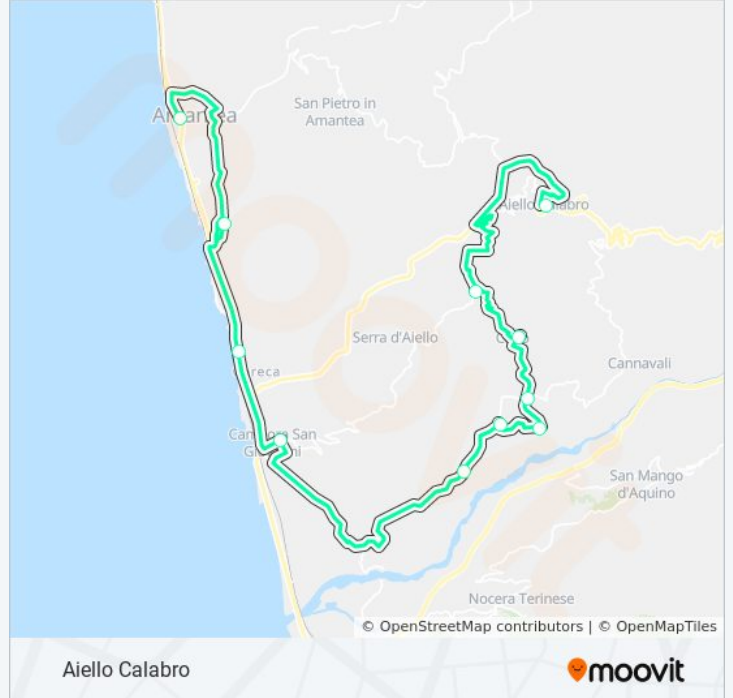 San Pietro in
Amantea
Amantea
Aiello Calabro
Serra d'Aiello
Cannavali
San Mango
d'Aquino
Nocera Terinese
© OpenStreetMap contributors | © OpenMapTiles
Aiello Calabro
moovit